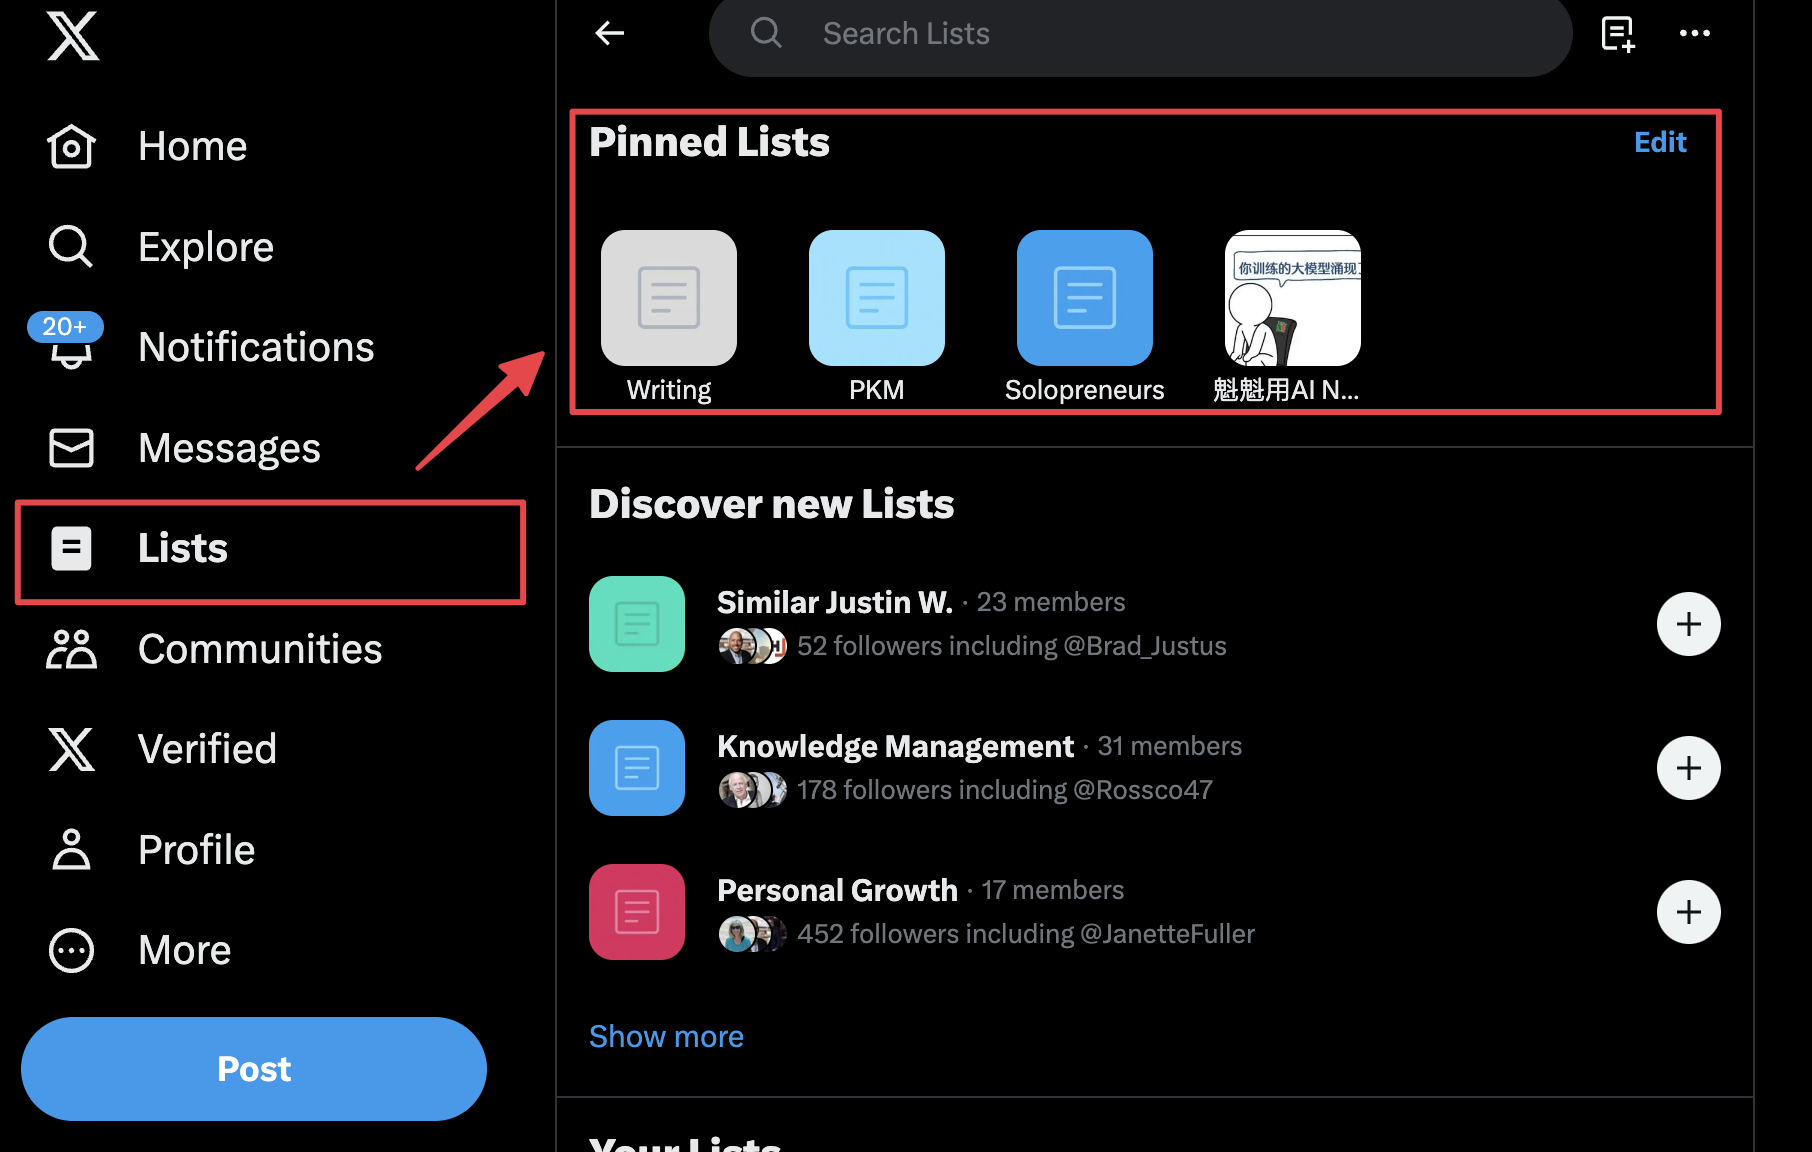 Search Lists
Home
Explore
20+
Notifications
Messages
Lists
Communities
Verified
Profile
More
Post
Pinned Lists
Edit
你训练的大模型涌现
Writing
PKM
Solopreneurs
魁魁用AI N...
Discover new Lists
Similar Justin W. · 23 members
52 followers including @Brad_Justus
Knowledge Management · 31 members
178 followers including @Rossco47
Personal Growth · 17 members
452 followers including @JanetteFuller
Show more
Your Lists